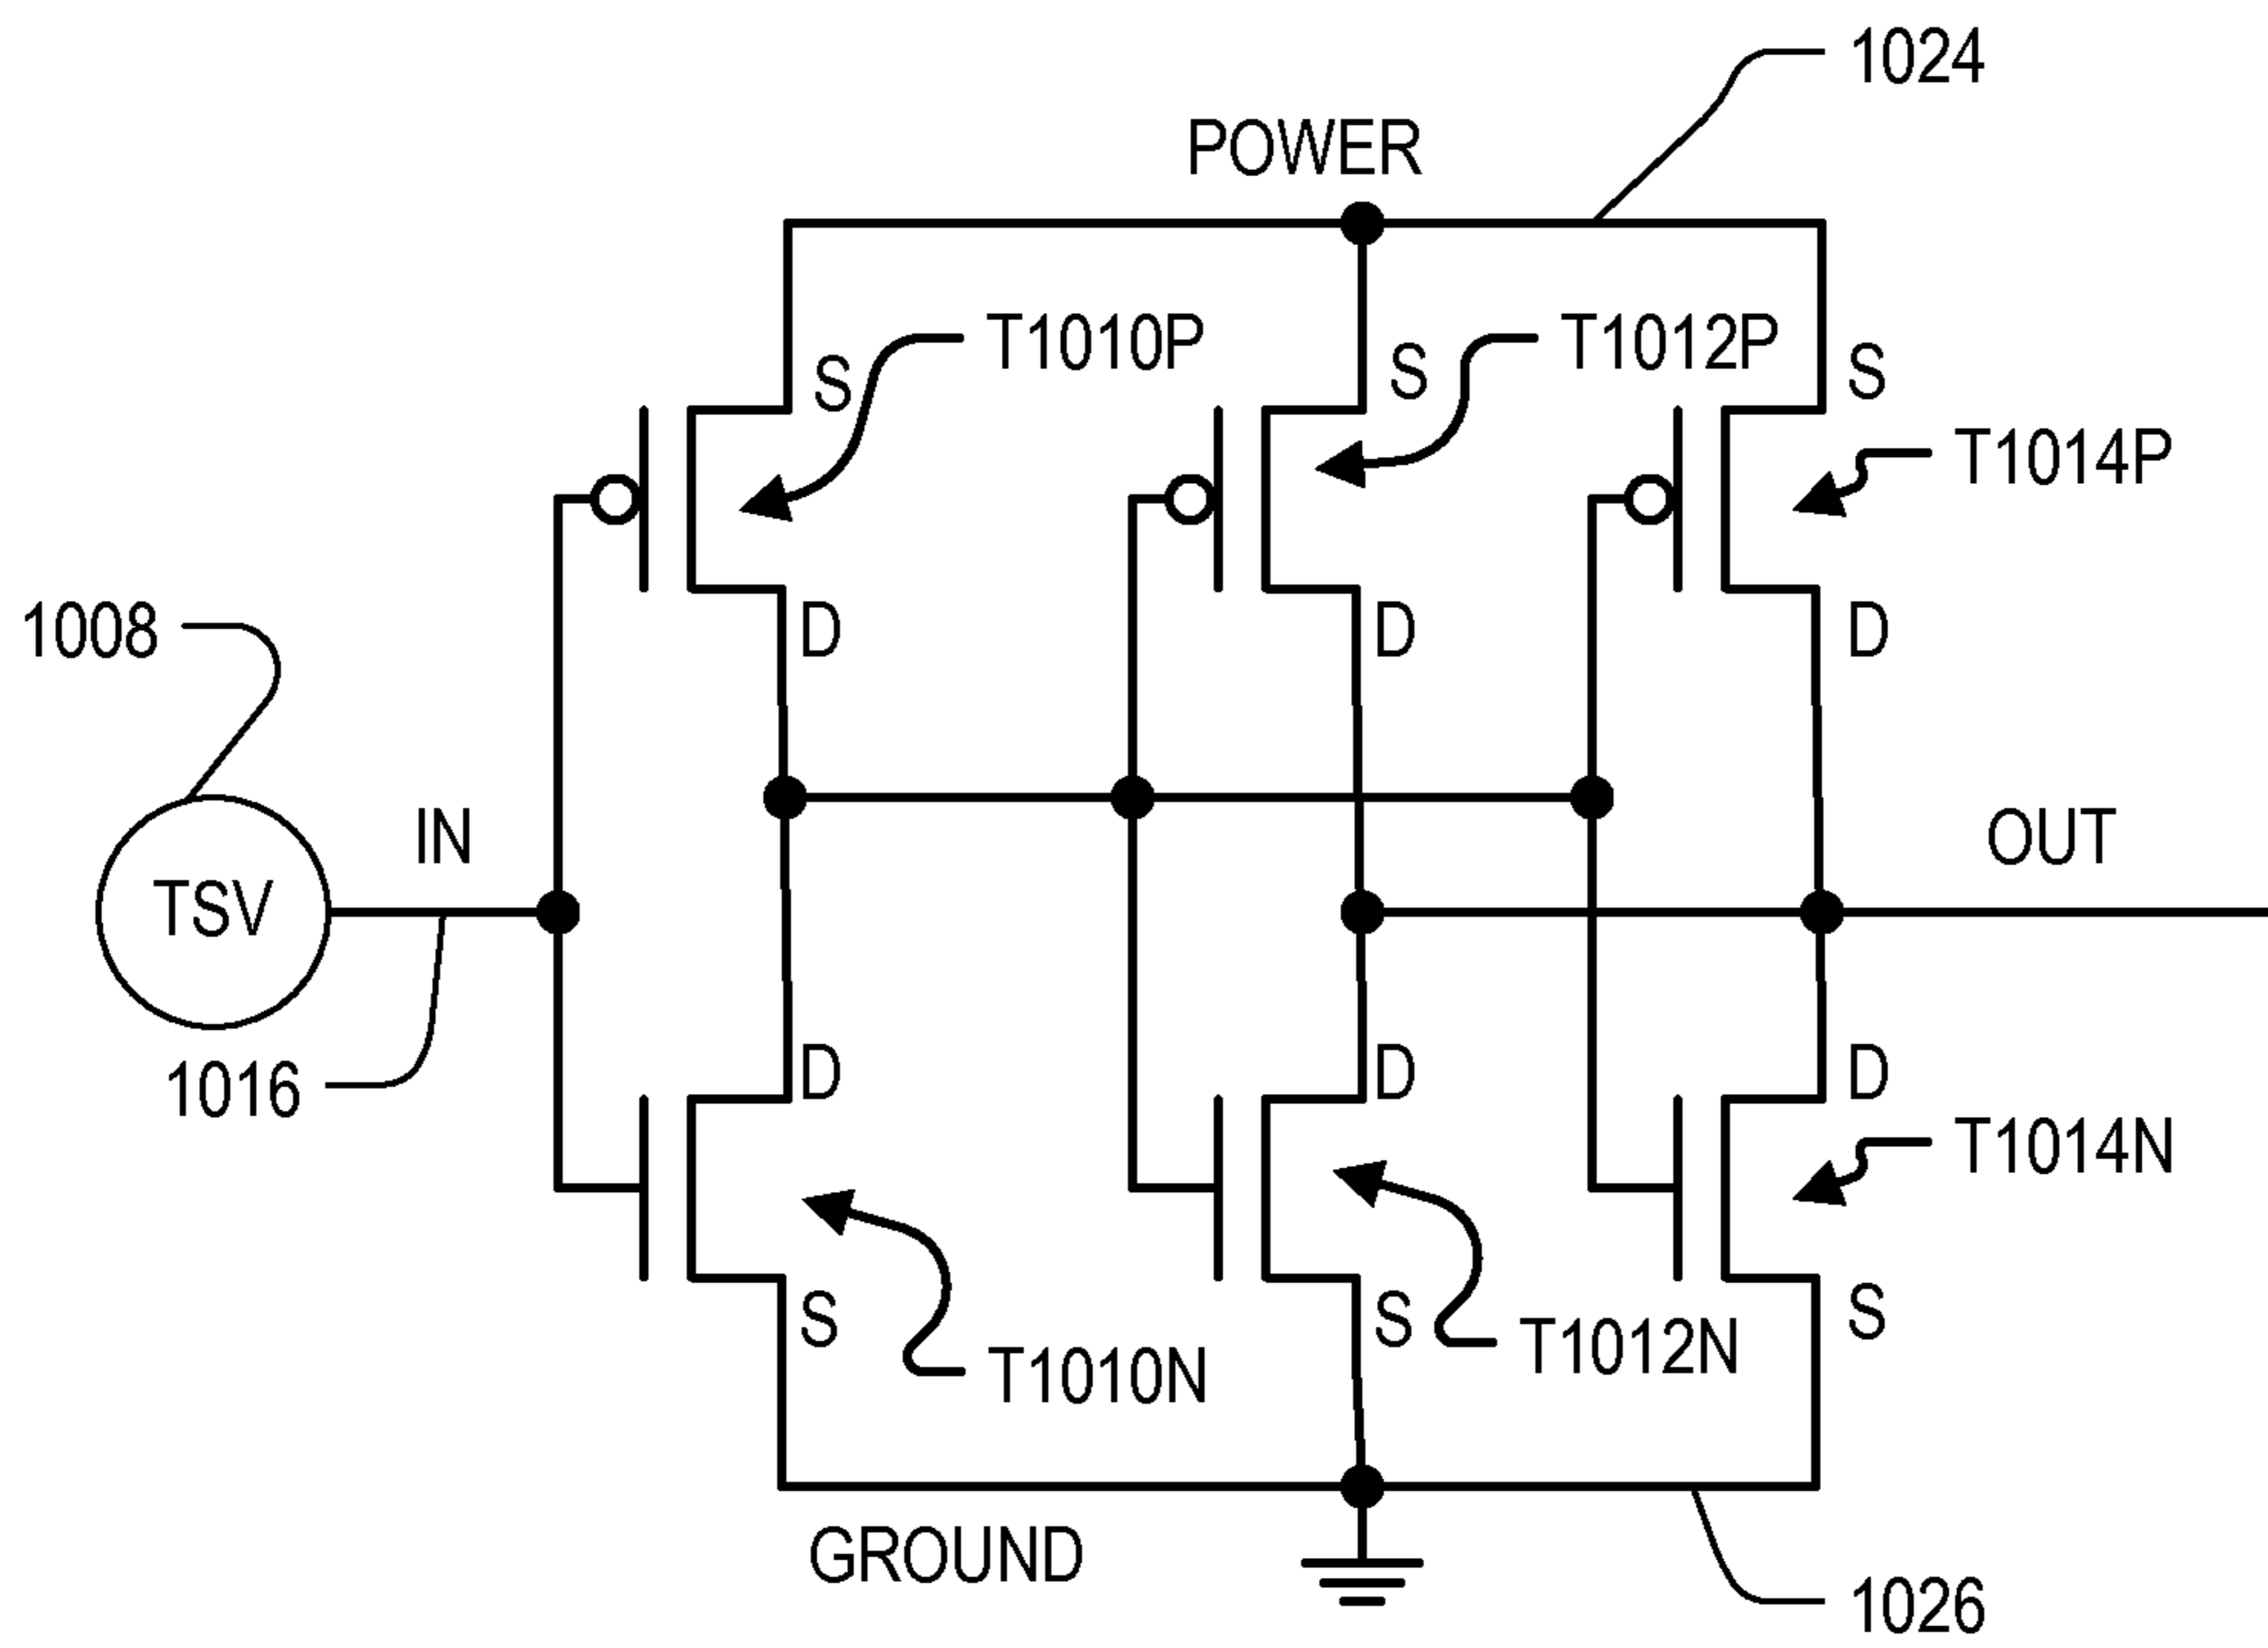 1024
POWER
T1010P
T1012P
S
S
S
T1014P
1008
D
D
D
IN
OUT
TSV
1016
D
D
D
T1014N
S
S
S
T1010N
T1012N
GROUND
1026